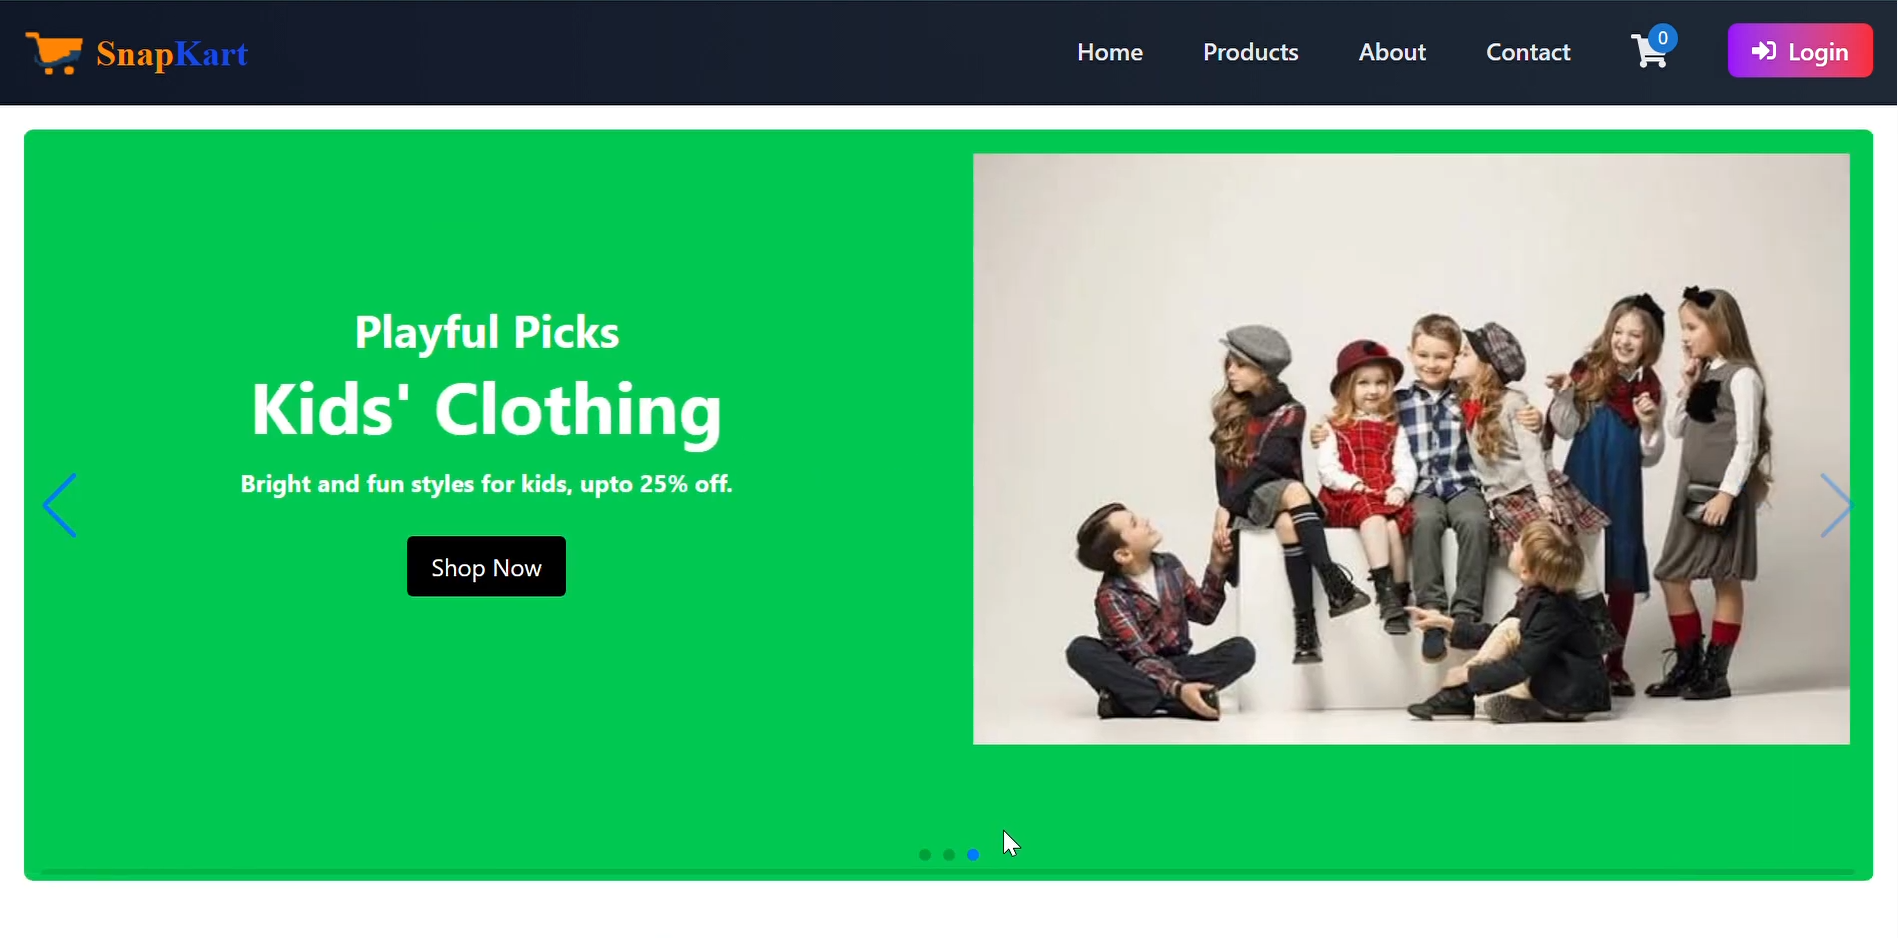 SnapKart
Home
Products
About
Contact
0
Login
Playful Picks
Kids' Clothing
Bright and fun styles for kids, upto 25% off.
Shop Now